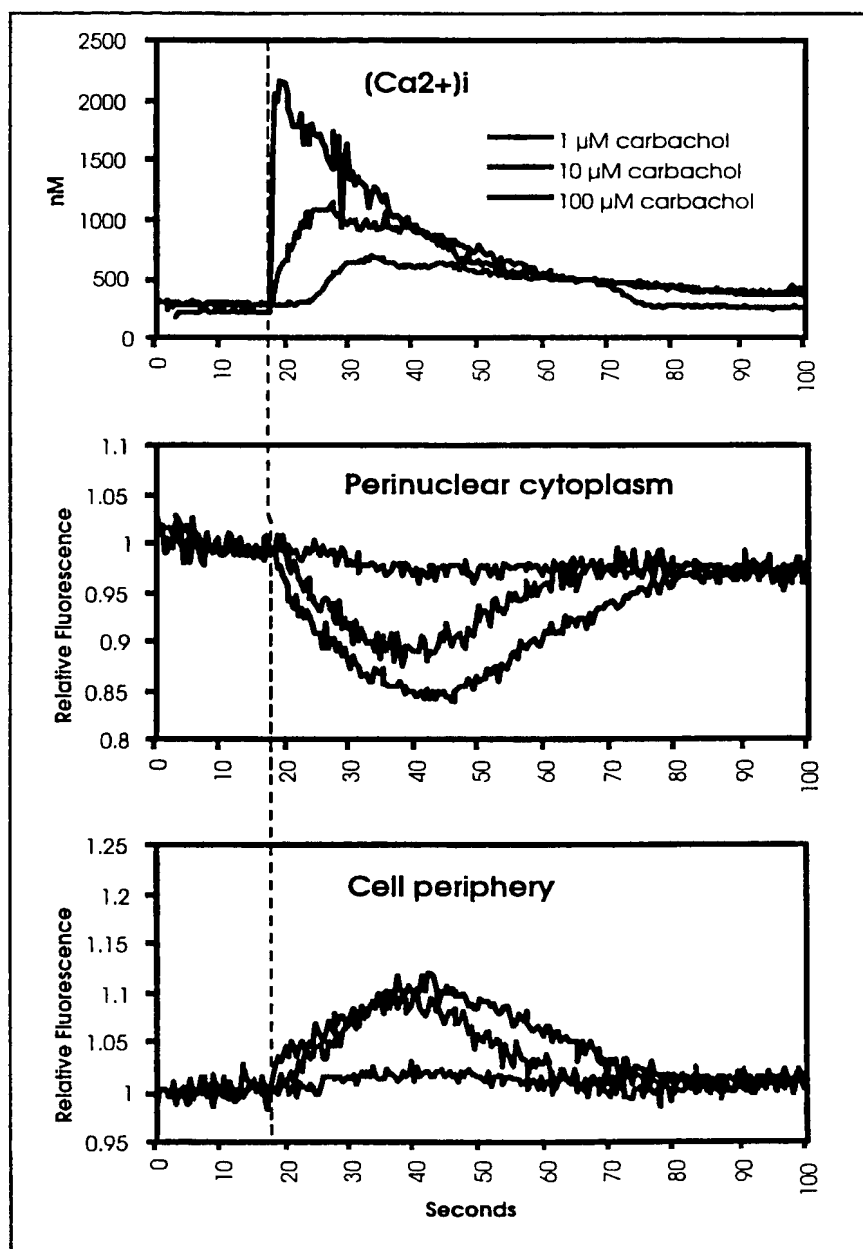 2500
2000
1500
1000
500
0
nM
(Ca2+)i
1 µM carbachol
10 µM carbachol
100 µM carbachol
0 10 20 30 40 50 60 70 80 90 100
1.1
1.05
1
0.95
0.9
0.85
0.8
Relative Fluorescence
Perinuclear cytoplasm
0 10 20 30 40 50 60 70 80 90 100
1.25
1.2
1.15
1.1
1.05
1
0.95
Relative Fluorescence
Cell periphery
0 10 20 30 40 50 60 70 80 90 100
Seconds